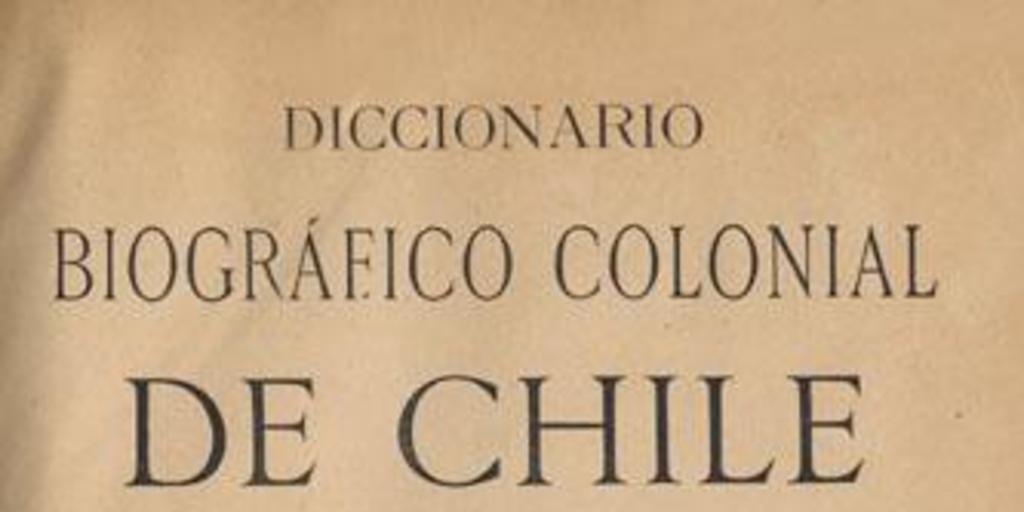 DICCIONARIO
BIOGRÁFICO COLONIAL
DE CHILE